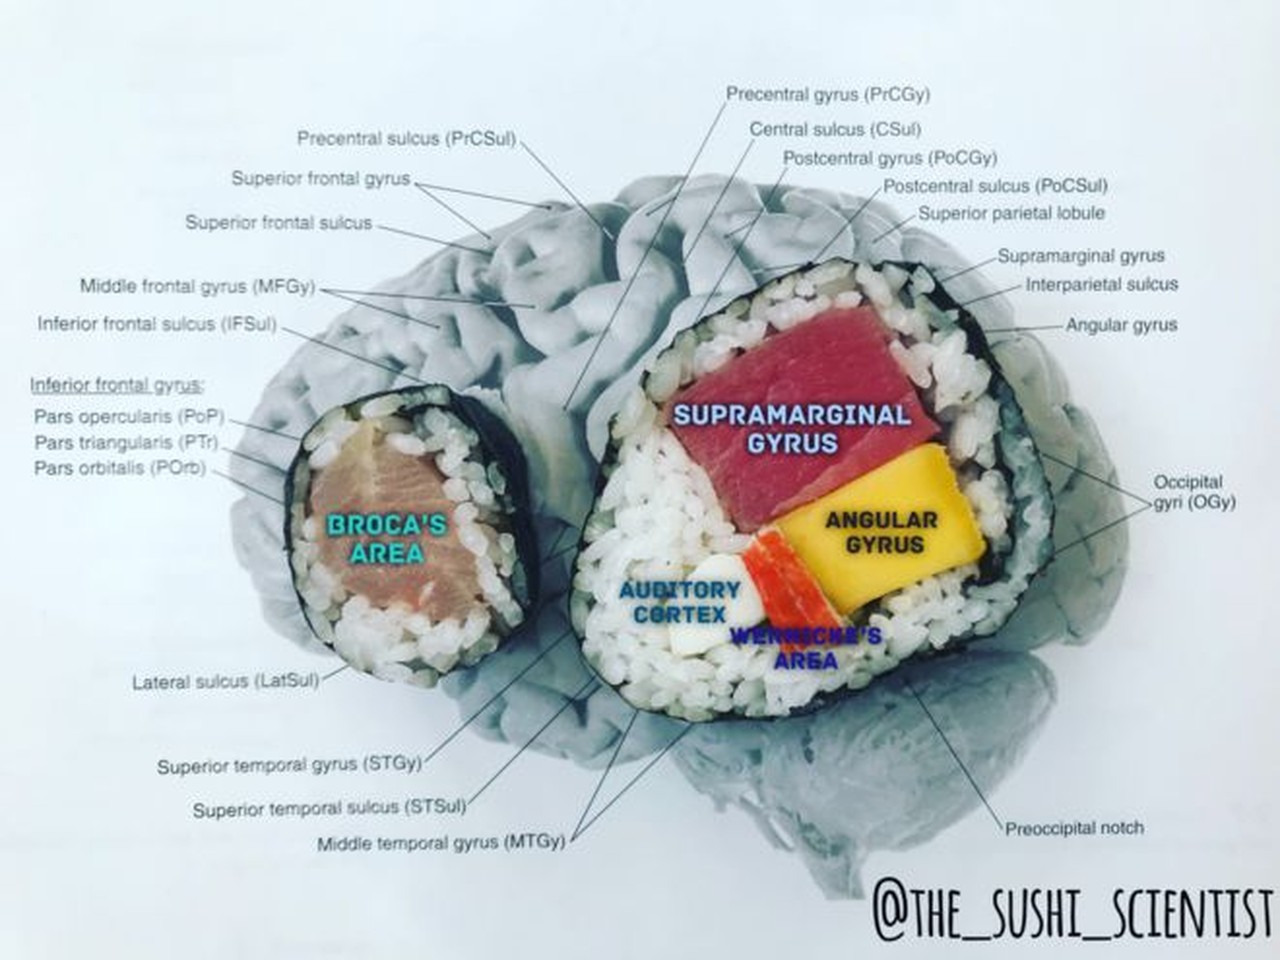 Precentral gyrus (PrCGy)
Central sulcus (CSul)
Precentral sulcus (PrCSul)
Postcentral gyrus (PoCGy)
Superior frontal gyrus
Postcentral sulcus (PoCSul)
Superior parietal lobule
Superior frontal sulcus
Supramarginal gyrus
Interparietal sulcus
Middle frontal gyrus (MFGy)
Inferior frontal sulcus (IFSul)
Angular gyrus
Inferior frontal gyrus:
Pars opercularis (PoP)
Pars triangularis (PTr)
Pars orbitalis (POrb)
SUPRAMARGINAL
GYRUS
Occipital
gyri (OGy)
BROCA'S
AREA
ANGULAR
GYRUS
AUDITORY
CORTEX
WERNICKE'S
AREA
Lateral sulcus (LatSul)
Superior temporal gyrus (STGy)
Superior temporal sulcus (STSul)
Middle temporal gyrus (MTGy)
Preoccipital notch
@THE_SUSHI_SCIENTIST